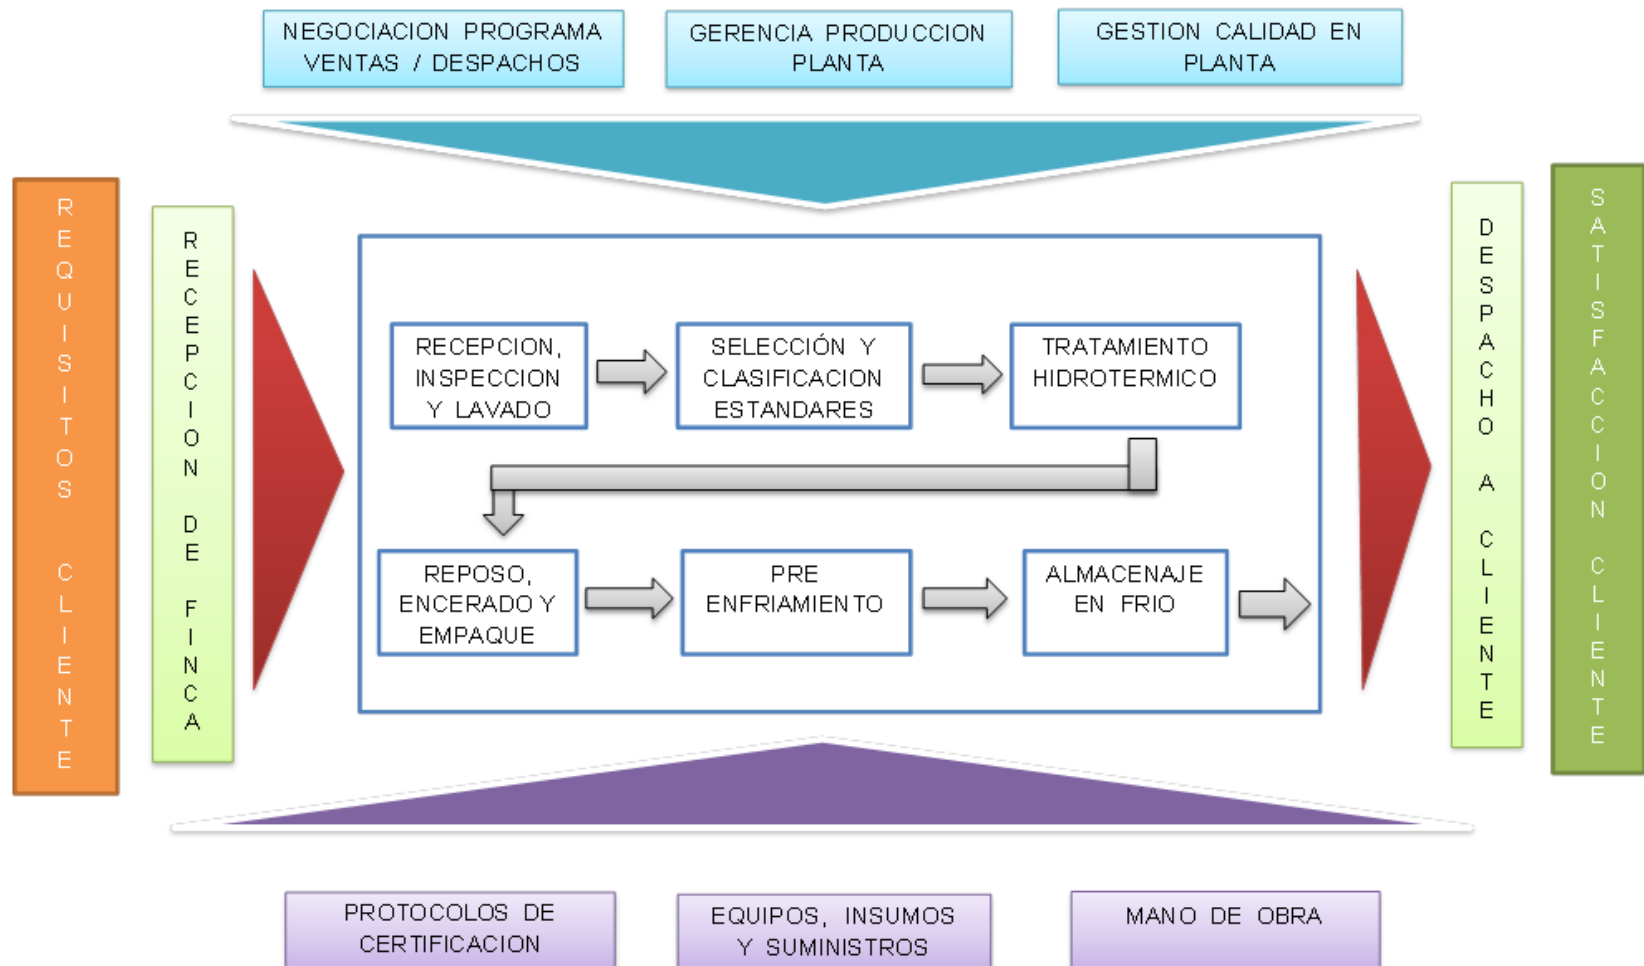 NEGOCIACION PROGRAMA
VENTAS / DESPACHOS
GERENCIA PRODUCCION
PLANTA
GESTION CALIDAD EN
PLANTA
REQUISITOS CLIENTE
RECEPCION DE FINCA
RECEPCION,
INSPECCION
Y LAVADO
SELECCIÓN Y
CLASIFICACION
ESTANDARES
TRATAMIENTO
HIDROTERMICO
REPOSO,
ENCERADO Y
EMPAQUE
PRE
ENFRIAMIENTO
ALMACENAJE
EN FRIO
DESPACHO A CLIENTE
SATISFACCION CLIENTE
PROTOCOLOS DE
CERTIFICACION
EQUIPOS, INSUMOS
Y SUMINISTROS
MANO DE OBRA